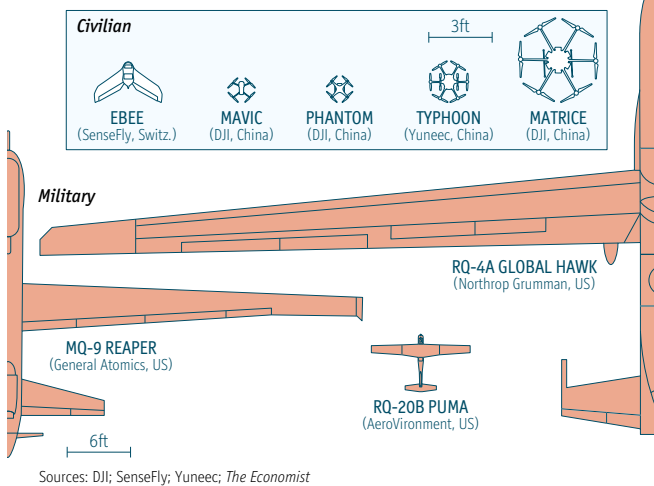 Civilian
3ft
EBEE
(SenseFly, Switz.)
MAVIC
(DJI, China)
PHANTOM
(DJI, China)
TYPHOON
(Yuneec, China)
MATRICE
(DJI, China)
Military
RQ-4A GLOBAL HAWK
(Northrop Grumman, US)
MQ-9 REAPER
(General Atomics, US)
RQ-20B PUMA
(AeroVironment, US)
6ft
Sources: DJI; SenseFly; Yuneec; The Economist